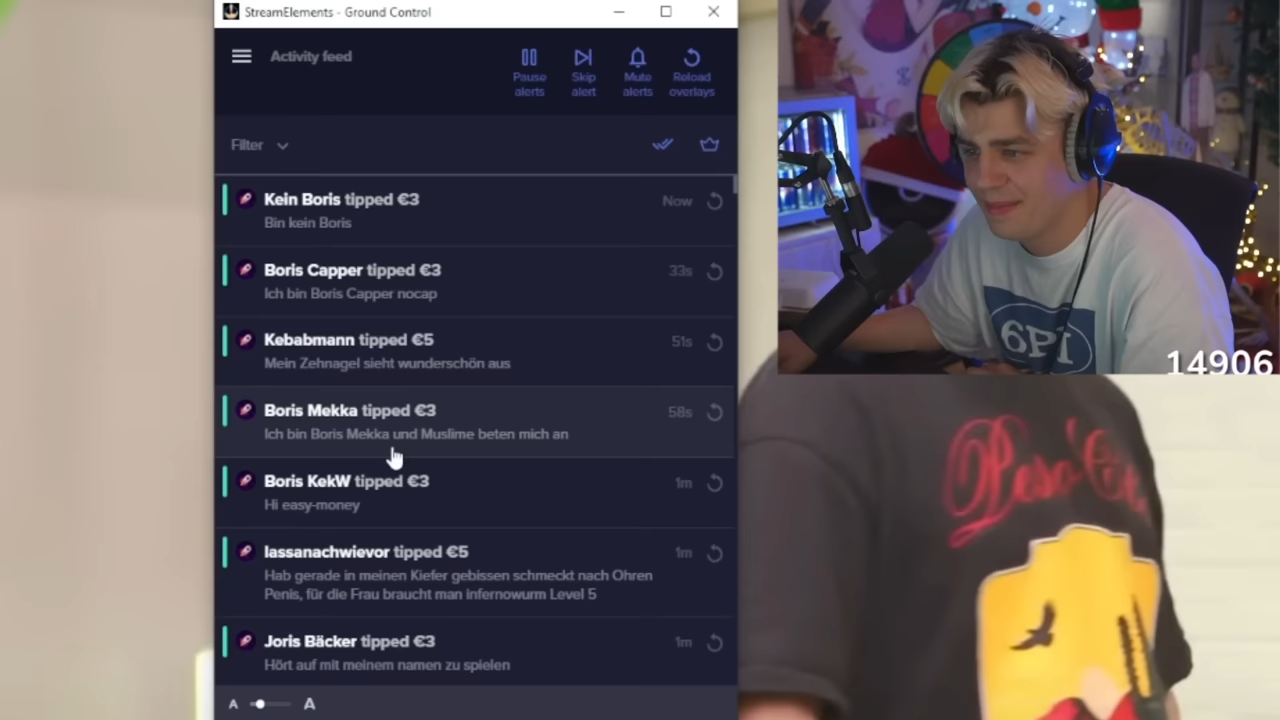 StreamElements - Ground Control
Activity feed
Pause
alerts
Skip
alert
Mute
alerts
Reload
overlays
Filter
Kein Boris tipped €3
Now
Bin kein Boris
Boris Capper tipped €3
33s
Ich bin Boris Capper nocap
Kebabmann tipped €5
51s
Mein Zehnagel sieht wunderschön aus
Boris Mekka tipped €3
58s
Ich bin Boris Mekka und Muslime beten mich an
Boris KekW tipped €3
1m
Hi easy-money
lassanachwievor tipped €5
1m
Hab gerade in meinen Kiefer gebissen schmeckt nach Ohren
Penis, für die Frau braucht man infernowurm Level 5
Joris Bäcker tipped €3
1m
Hört auf mit meinem namen zu spielen
A
A
6PI
14906